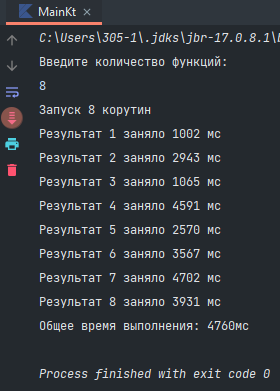 MainKt
C:\Users\305-1\.jdks\jbr-17.0.8.1\
Введите количество функций:
8
Запуск 8 корутин
Результат 1 заняло 1002 мс
Результат 2 заняло 2943 мс
Результат 3 заняло 1065 мс
Результат 4 заняло 4591 мс
Результат 5 заняло 2570 мс
Результат 6 заняло 3567 мс
Результат 7 заняло 4702 мс
Результат 8 заняло 3931 мс
Общее время выполнения: 4760мс
Process finished with exit code 0